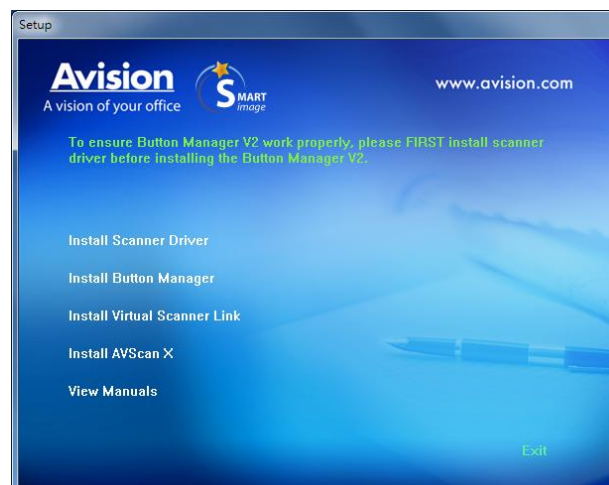 Setup
Avision
A vision of your office
SMART
image
www.avision.com
To ensure Button Manager V2 work properly, please FIRST install scanner
driver before installing the Button Manager V2.
Install Scanner Driver
Install Button Manager
Install Virtual Scanner Link
Install AVScan X
View Manuals
Exit